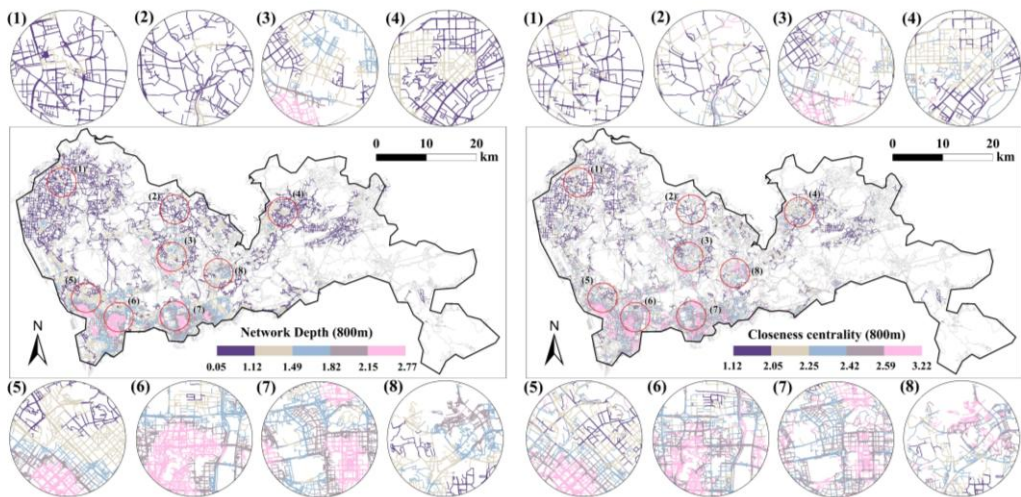 (1) (2) (3) (4) (1) (2) (3) (4)
0 10 20 0 10 20
km km
(1) (1)
(2) (4) (2) (4)
(3) (3)
(8) (8)
(5) (5)
(6) (7) (6) (7)
N Network Depth (800m) N Closeness centrality (800m)
0.05 1.12 1.49 1.82 2.15 2.77 1.12 2.05 2.25 2.42 2.59 3.22
(5) (6) (7) (8) (5) (6) (7) (8)